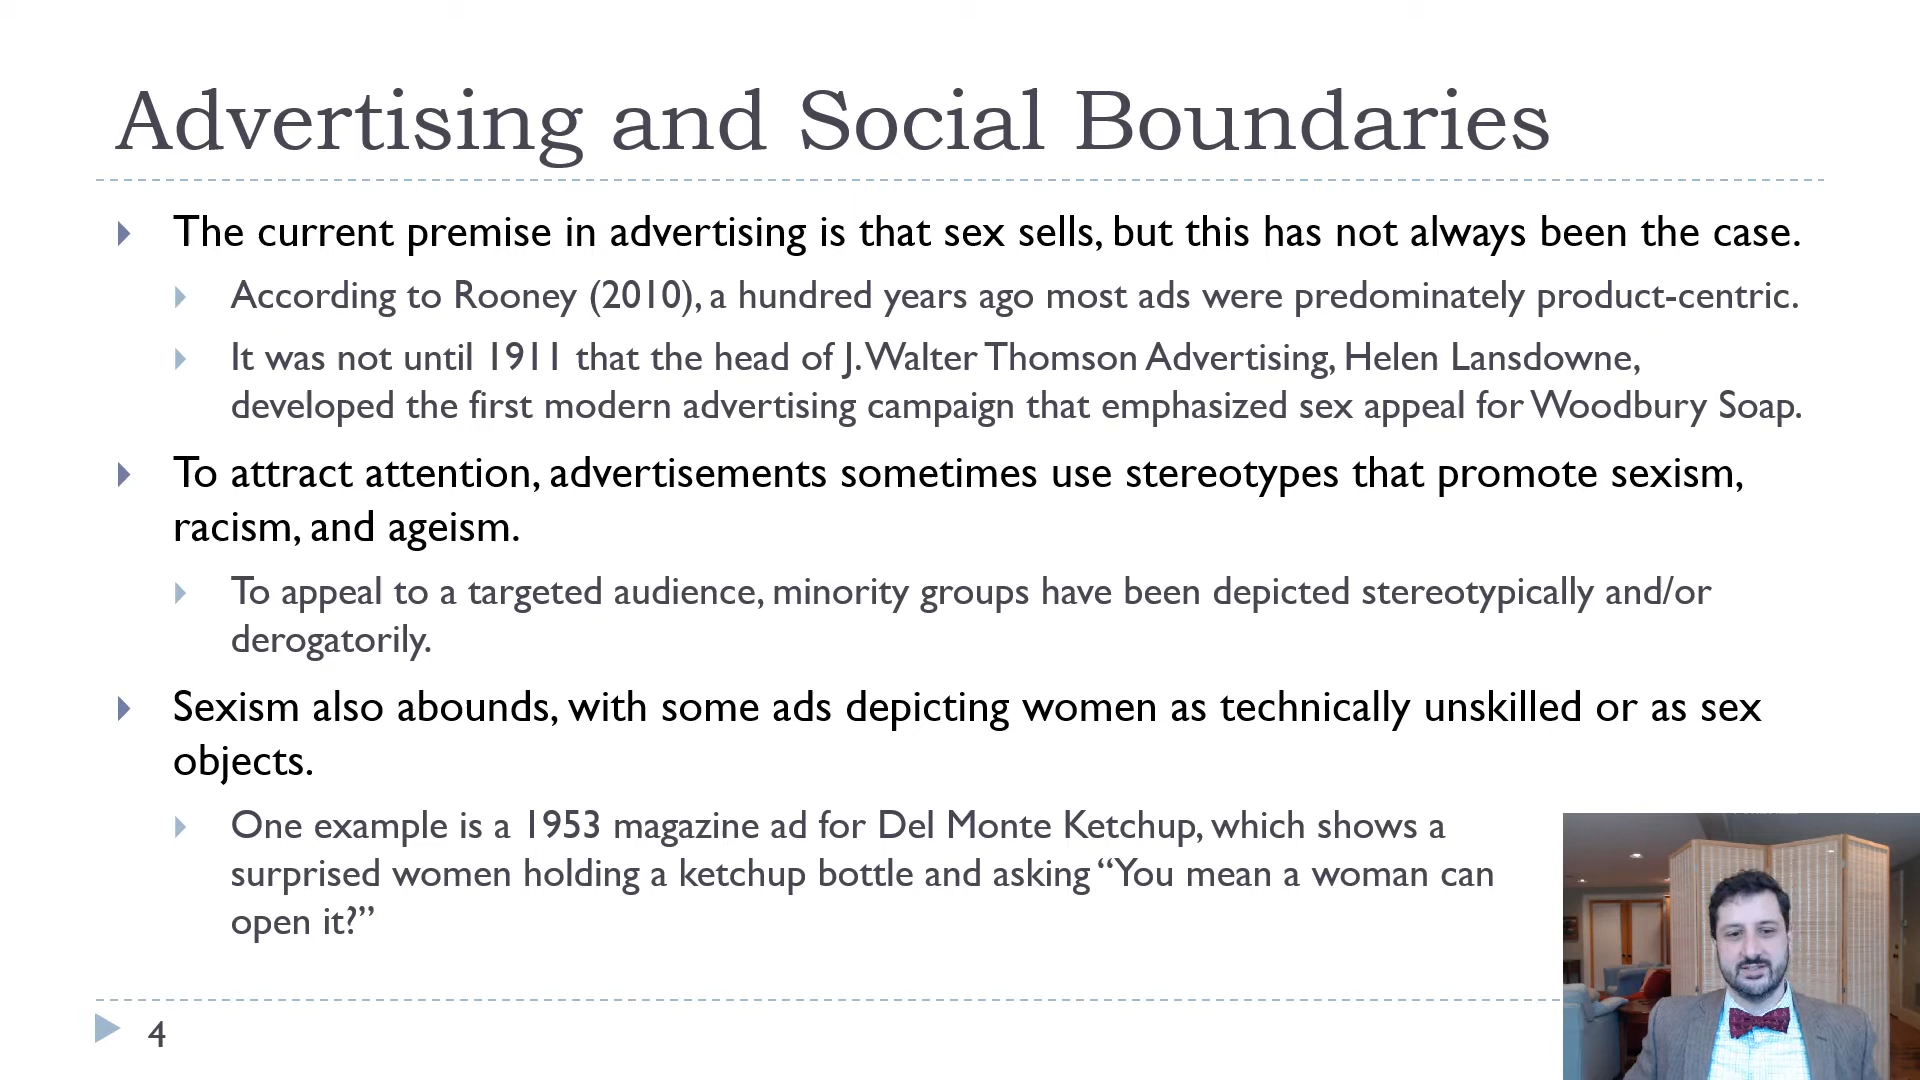 Advertising and Social Boundaries
The current premise in advertising is that sex sells, but this has not always been the case.
According to Rooney (2010), a hundred years ago most ads were predominately product-centric.
It was not until 1911 that the head of J. Walter Thomson Advertising, Helen Lansdowne,
developed the first modern advertising campaign that emphasized sex appeal for Woodbury Soap.
To attract attention, advertisements sometimes use stereotypes that promote sexism,
racism, and ageism.
To appeal to a targeted audience, minority groups have been depicted stereotypically and/or
derogatorily.
Sexism also abounds, with some ads depicting women as technically unskilled or as sex
objects.
One example is a 1953 magazine ad for Del Monte Ketchup, which shows a
surprised women holding a ketchup bottle and asking “You mean a woman can
open it?”
4